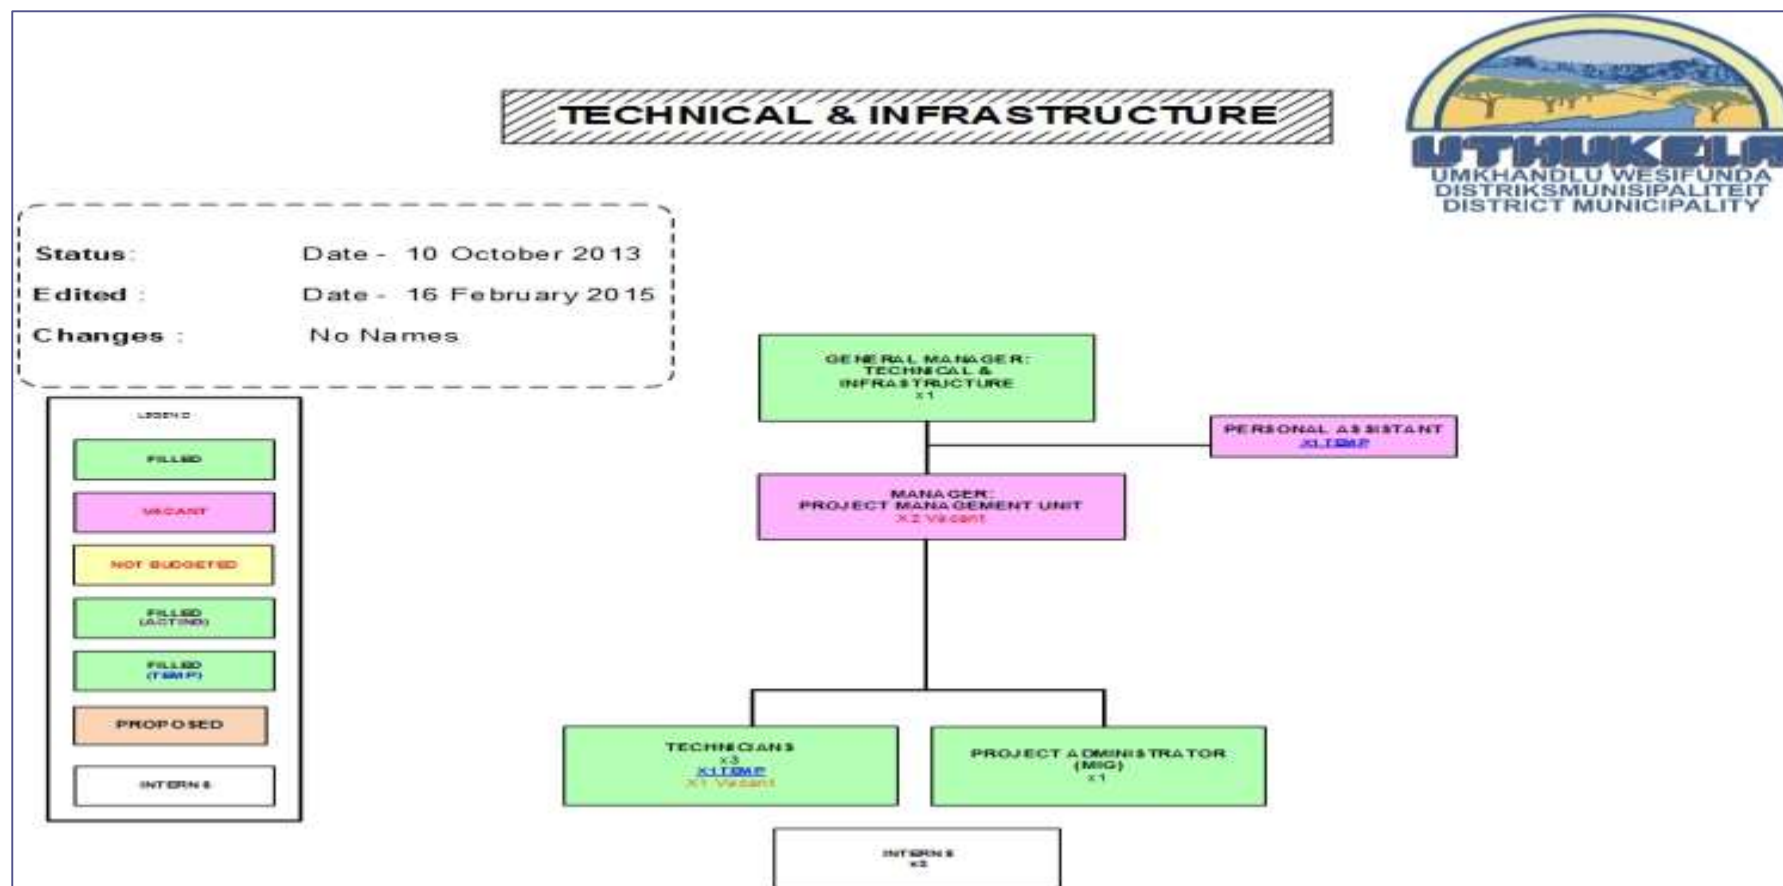 TECHNICAL & INFRASTRUCTURE
UTHUKELA
UMKHANDLU WESIFUNDA
DISTRIKSMUNISIPALITEIT
DISTRICT MUNICIPALITY
Status: Date - 10 October 2013
Edited : Date - 16 February 2015
Changes : No Names
LEGEND
FILLED
VACANT
NOT BUDGETED
FILLED
(ACTING)
FILLED
(TEMP)
PROPOSED
INTERNS
GENERAL MANAGER:
TECHNICAL &
INFRASTRUCTURE
x1
PERSONAL ASSISTANT
X1 TEMP
MANAGER:
PROJECT MANAGEMENT UNIT
X2 Vacant
TECHNICIANS
x3
X1 TEMP
X1 Vacant
PROJECT ADMINISTRATOR
(MIG)
x1
INTERNS